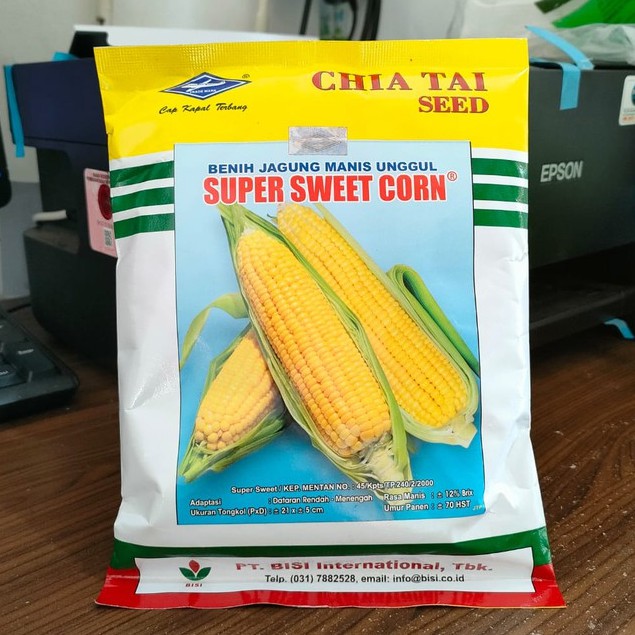 CHIA TAI
SEED
Cap Kapal Terbang
BENIH JAGUNG MANIS UNGGUL
SUPER SWEET CORN®
EPSON
Super Sweet / KEP. MENTAN NO. : 45/Kpts/TP.240/2/2000
Adaptasi : Dataran Rendah - Menengah Rasa Manis : ± 12% Brix
Ukuran Tongkol (PxD) : ± 21 x ± 5 cm Umur Panen : ± 70 HST
BISI
PT. BISI International, Tbk.
Telp. (031) 7882528, email: info@bisi.co.id